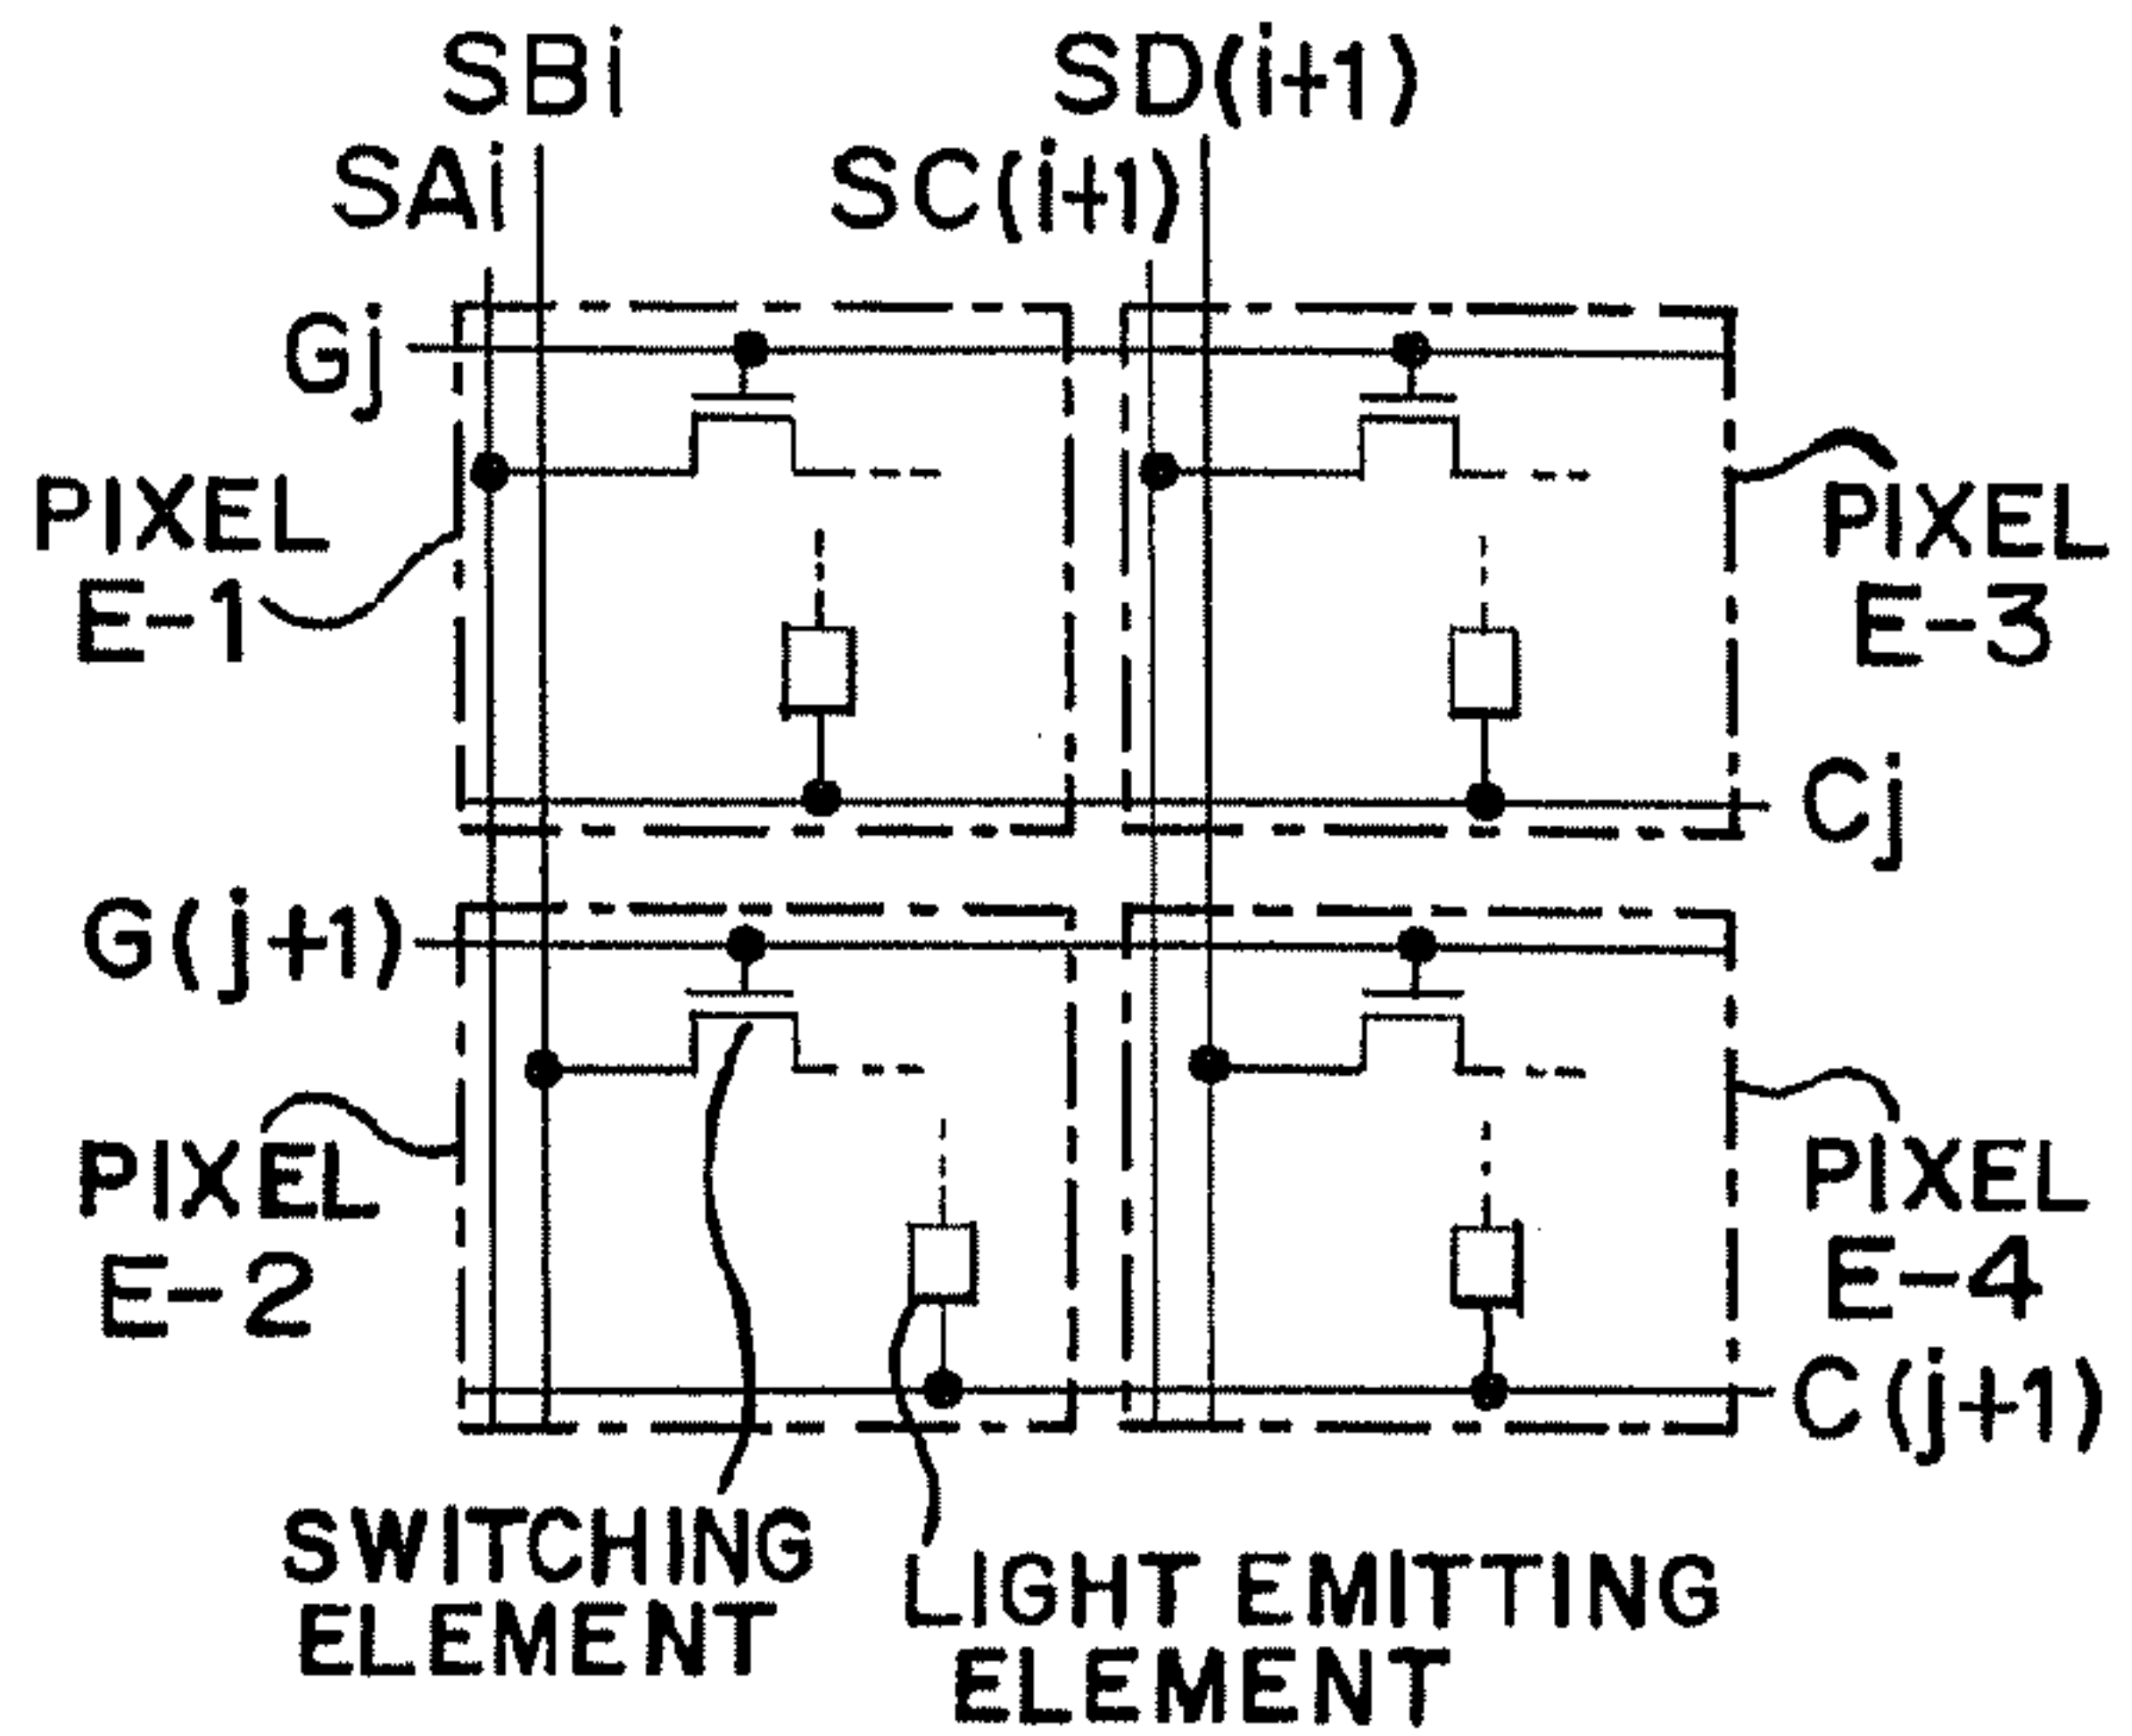 SBi
SD(i+1)
SAi
SC(i+1)
Gj
PIXEL
E-1
PIXEL
E-3
Cj
G(j+1)
PIXEL
E-2
PIXEL
E-4
C(j+1)
SWITCHING
ELEMENT
LIGHT EMITTING
ELEMENT